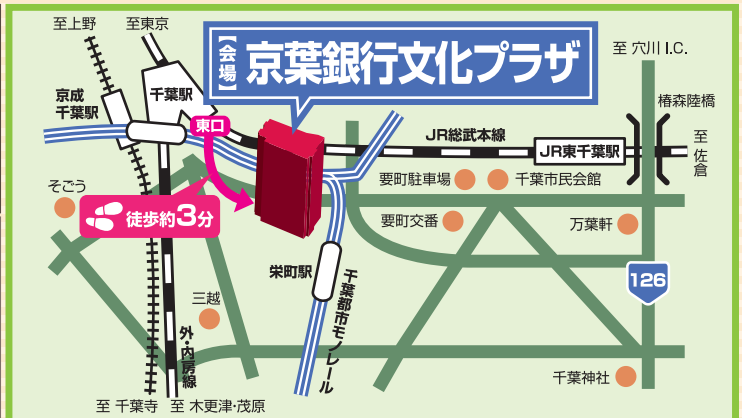 至上野
至東京
【会場】
京葉銀行文化プラザ
至 穴川 I.C.
京成
千葉駅
千葉駅
東口
椿森陸橋
JR総武本線
JR東千葉駅
至
佐倉
そごう
徒歩約3分
要町駐車場
千葉市民会館
要町交番
万葉軒
栄町駅
千葉都市モノレール
126
三越
外・内房線
千葉神社
至 千葉寺
至 木更津・茂原